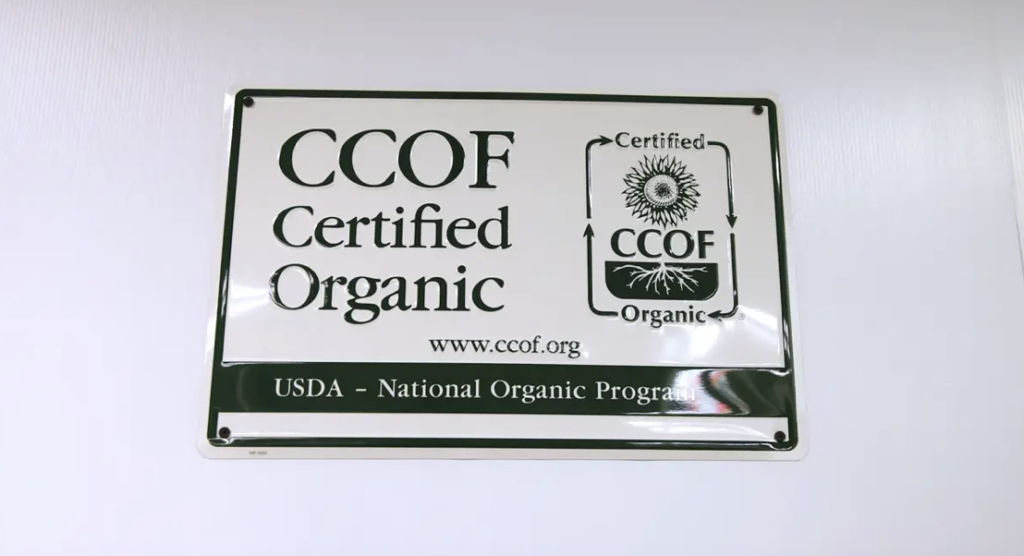 CCOF
Certified
Organic
www.ccof.org
Certified
CCOF
Organic
®
USDA – National Organic Program